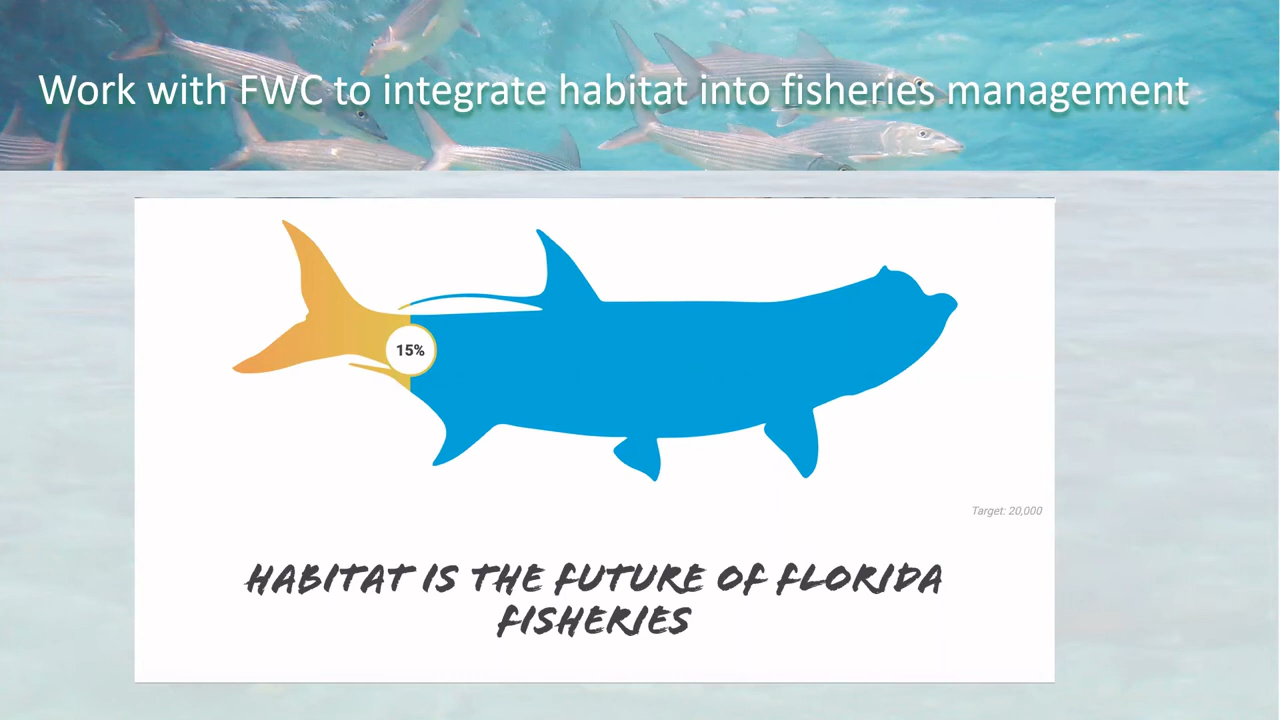 Work with FWC to integrate habitat into fisheries management
15%
Target: 20,000
HABITAT IS THE FUTURE OF FLORIDA
FISHERIES